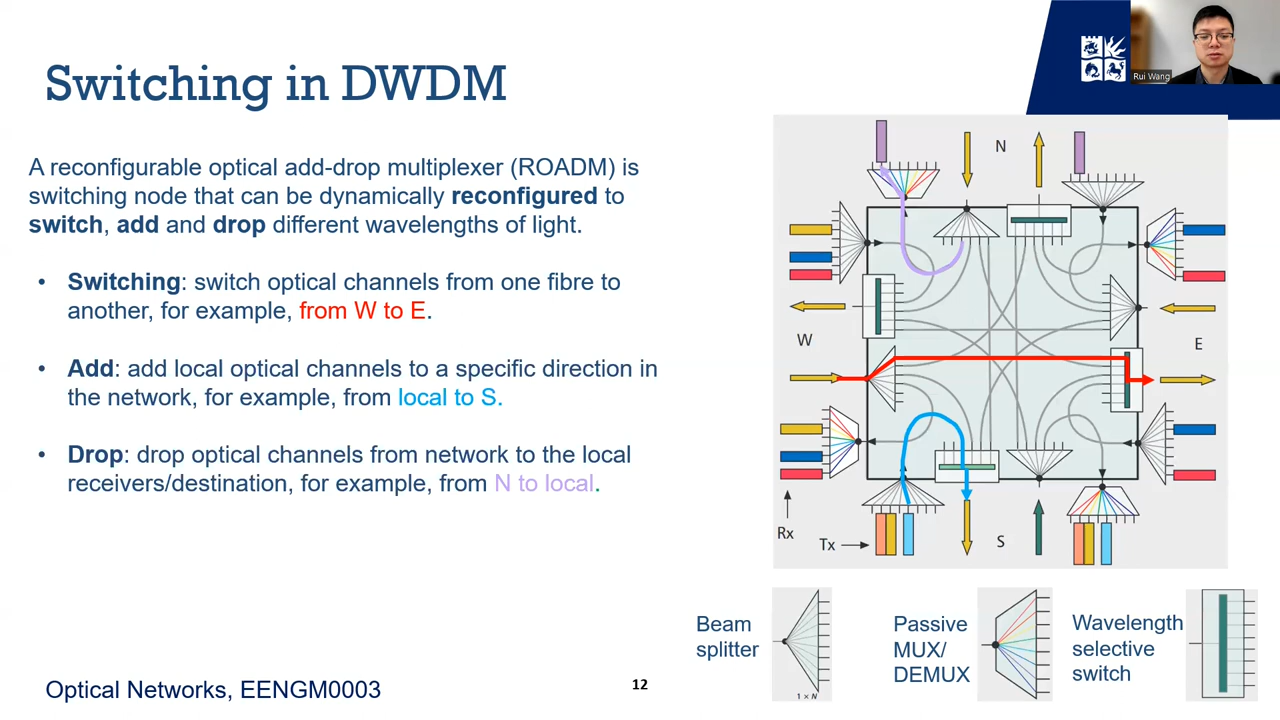 Switching in DWDM
Rui Wang
A reconfigurable optical add-drop multiplexer (ROADM) is
switching node that can be dynamically reconfigured to
switch, add and drop different wavelengths of light.
• Switching: switch optical channels from one fibre to
another, for example, from W to E.
• Add: add local optical channels to a specific direction in
the network, for example, from local to S.
• Drop: drop optical channels from network to the local
receivers/destination, for example, from N to local.
N
W
E
Rx
Tx
S
Beam
splitter
1 × N
Passive
MUX/
DEMUX
Wavelength
selective
switch
Optical Networks, EENGM0003
12